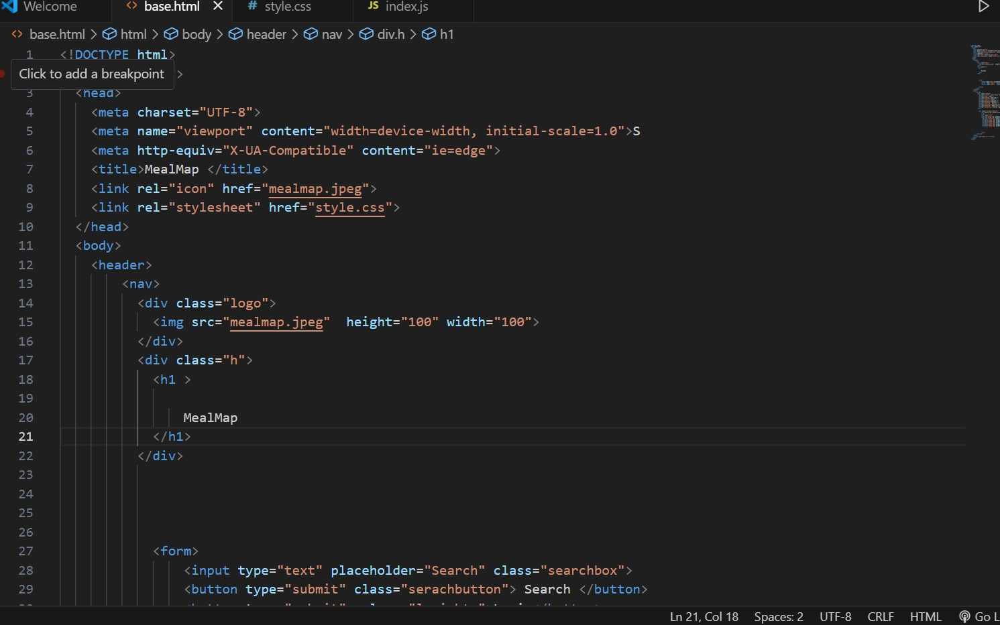 Welcome base.html style.css JS index.js
base.html > html > body > header > nav > div.h > h1
1 <!DOCTYPE html>
Click to add a breakpoint >
3 <head>
4 <meta charset="UTF-8">
5 <meta name="viewport" content="width=device-width, initial-scale=1.0">S
6 <meta http-equiv="X-UA-Compatible" content="ie=edge">
7 <title>MealMap </title>
8 <link rel="icon" href="mealmap.jpeg">
9 <link rel="stylesheet" href="style.css">
10 </head>
11 <body>
12 <header>
13 <nav>
14 <div class="logo">
15 <img src="mealmap.jpeg"  height="100" width="100">
16 </div>
17 <div class="h">
18 <h1 >
19
20 MealMap
21 </h1>
22 </div>
23
24
25
26
27 <form>
28 <input type="text" placeholder="Search" class="searchbox">
29 <button type="submit" class="serachbutton"> Search </button>
Ln 21, Col 18 Spaces: 2 UTF-8 CRLF HTML Go L